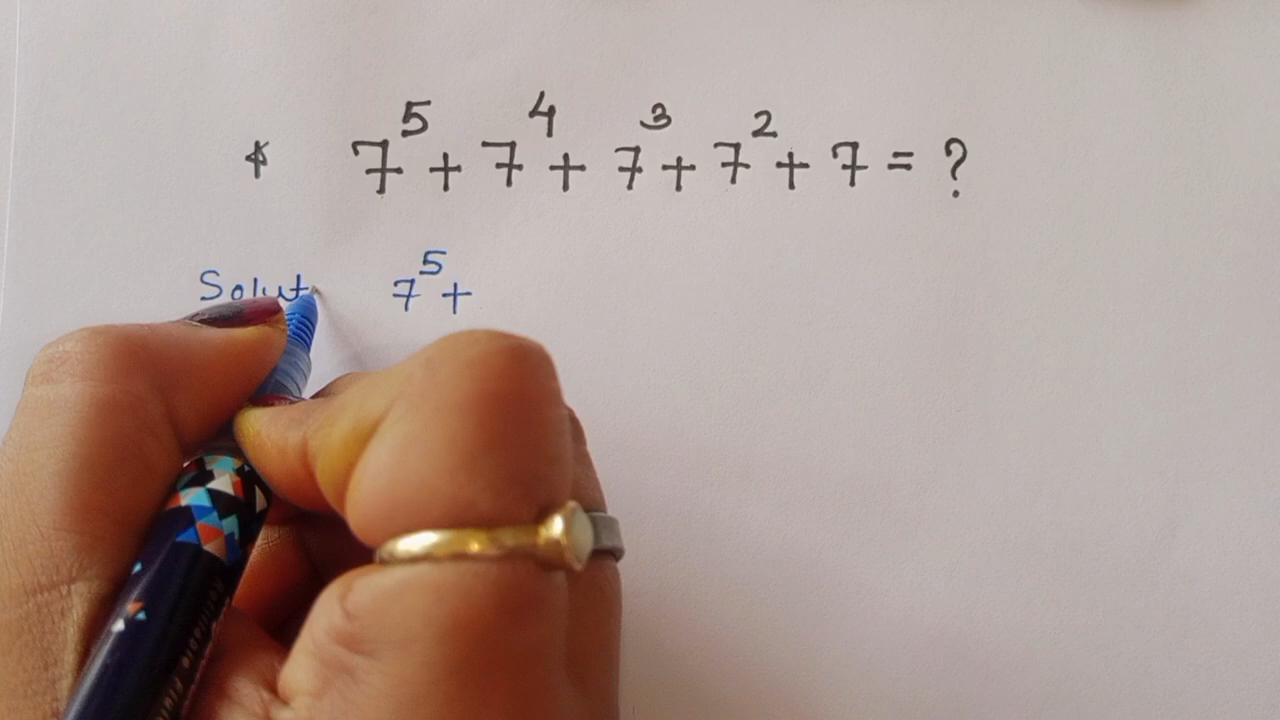 * 7⁵ + 7⁴ + 7³ + 7² + 7 = ?
Solut 7⁵ +